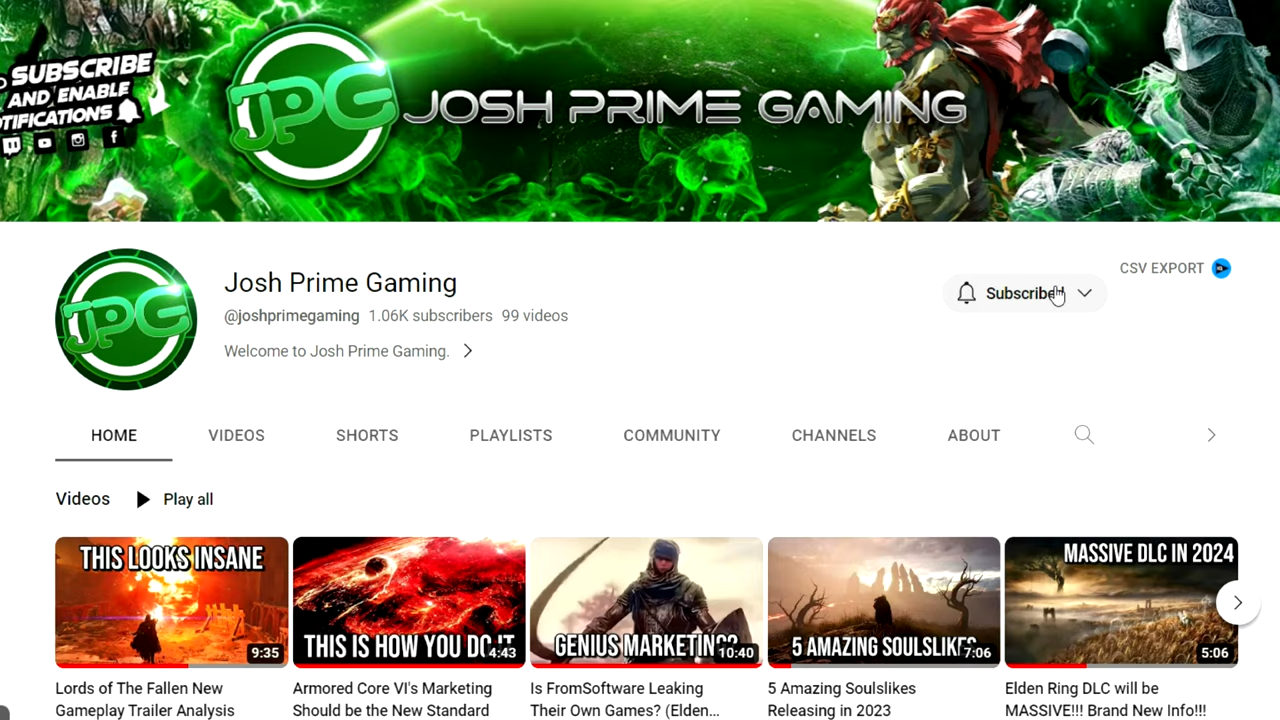 SUBSCRIBE
AND ENABLE
NOTIFICATIONS
JPG
JOSH PRIME GAMING
JPG
Josh Prime Gaming
@joshprimegaming 1.06K subscribers 99 videos
Welcome to Josh Prime Gaming.
Subscribe
CSV EXPORT
HOME VIDEOS SHORTS PLAYLISTS COMMUNITY CHANNELS ABOUT
Videos Play all
THIS LOOKS INSANE
9:35
Lords of The Fallen New
Gameplay Trailer Analysis
THIS IS HOW YOU DO IT
4:43
Armored Core VI's Marketing
Should be the New Standard
GENIUS MARKETING?
10:40
Is FromSoftware Leaking
Their Own Games? (Elden...
5 AMAZING SOULSLIKES
7:06
5 Amazing Soulslikes
Releasing in 2023
MASSIVE DLC IN 2024
5:06
Elden Ring DLC will be
MASSIVE!!! Brand New Info!!!